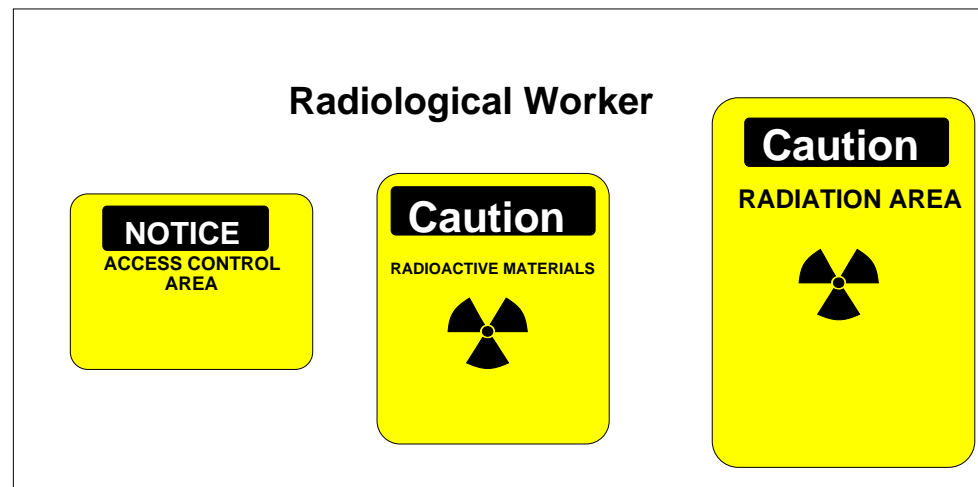 Radiological Worker
NOTICE
ACCESS CONTROL
AREA
Caution
RADIOACTIVE MATERIALS
Caution
RADIATION AREA